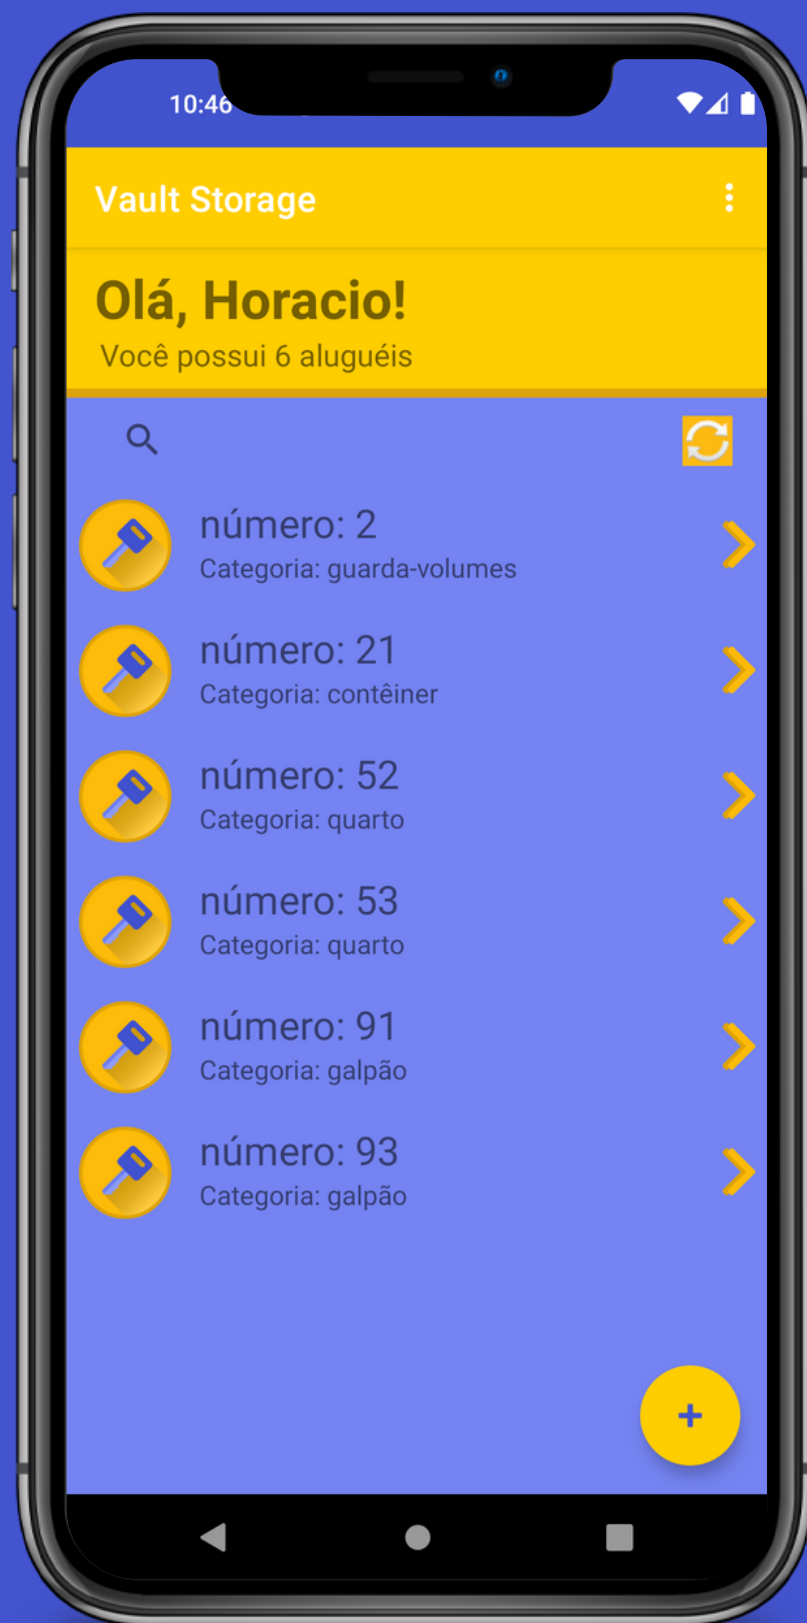 10:46
Vault Storage
Olá, Horacio!
Você possui 6 aluguéis
número: 2
Categoria: guarda-volumes
número: 21
Categoria: contêiner
número: 52
Categoria: quarto
número: 53
Categoria: quarto
número: 91
Categoria: galpão
número: 93
Categoria: galpão
+